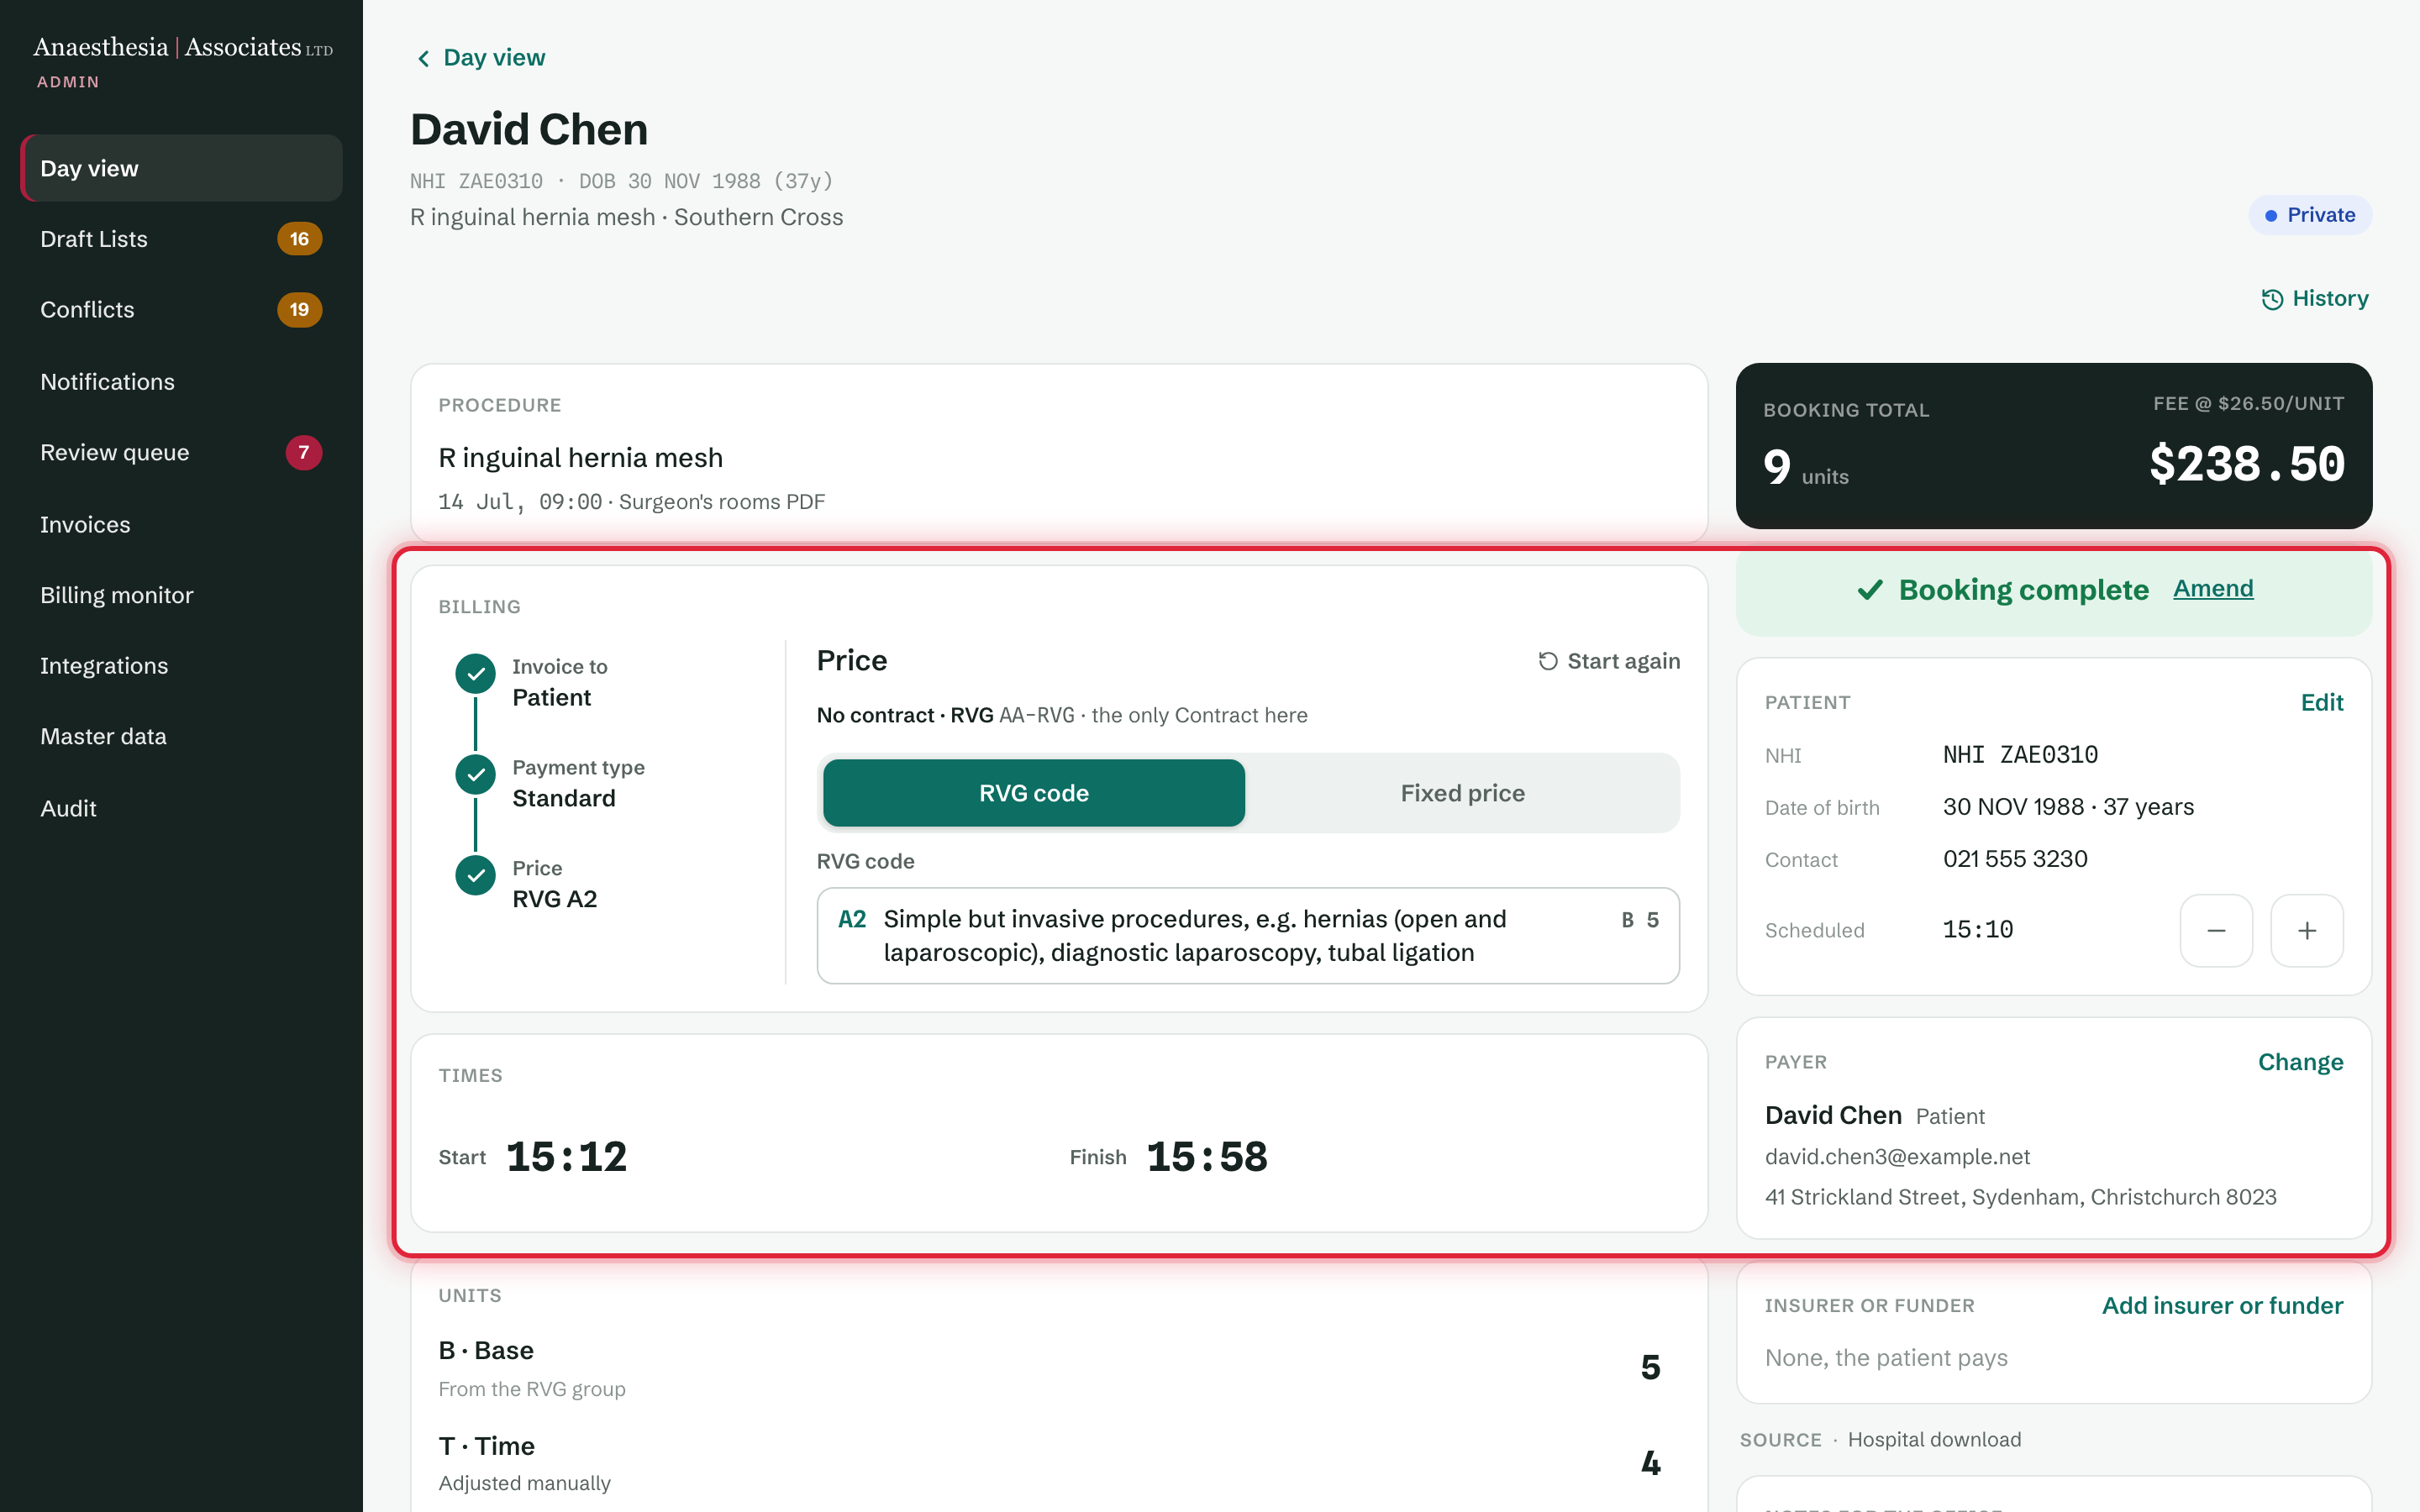 Anaesthesia | Associates LTD
ADMIN
Day view
Draft Lists 16
Conflicts 19
Notifications
Review queue 7
Invoices
Billing monitor
Integrations
Master data
Audit
Day view
David Chen
NHI ZAE0310 · DOB 30 NOV 1988 (37y)
R inguinal hernia mesh · Southern Cross
Private
History
PROCEDURE
R inguinal hernia mesh
14 Jul, 09:00 · Surgeon's rooms PDF
BOOKING TOTAL
FEE @ $26.50/UNIT
9 units
$238.50
BILLING
Invoice to
Patient
Payment type
Standard
Price
RVG A2
Price
Start again
No contract · RVG AA-RVG · the only Contract here
RVG code
Fixed price
RVG code
A2 Simple but invasive procedures, e.g. hernias (open and B 5
laparoscopic), diagnostic laparoscopy, tubal ligation
TIMES
Start 15:12
Finish 15:58
UNITS
B · Base
From the RVG group
5
T · Time
Adjusted manually
4
Booking complete Amend
PATIENT Edit
NHI NHI ZAE0310
Date of birth 30 NOV 1988 · 37 years
Contact 021 555 3230
Scheduled 15:10 − +
PAYER Change
David Chen Patient
david.chen3@example.net
41 Strickland Street, Sydenham, Christchurch 8023
INSURER OR FUNDER Add insurer or funder
None, the patient pays
SOURCE · Hospital download